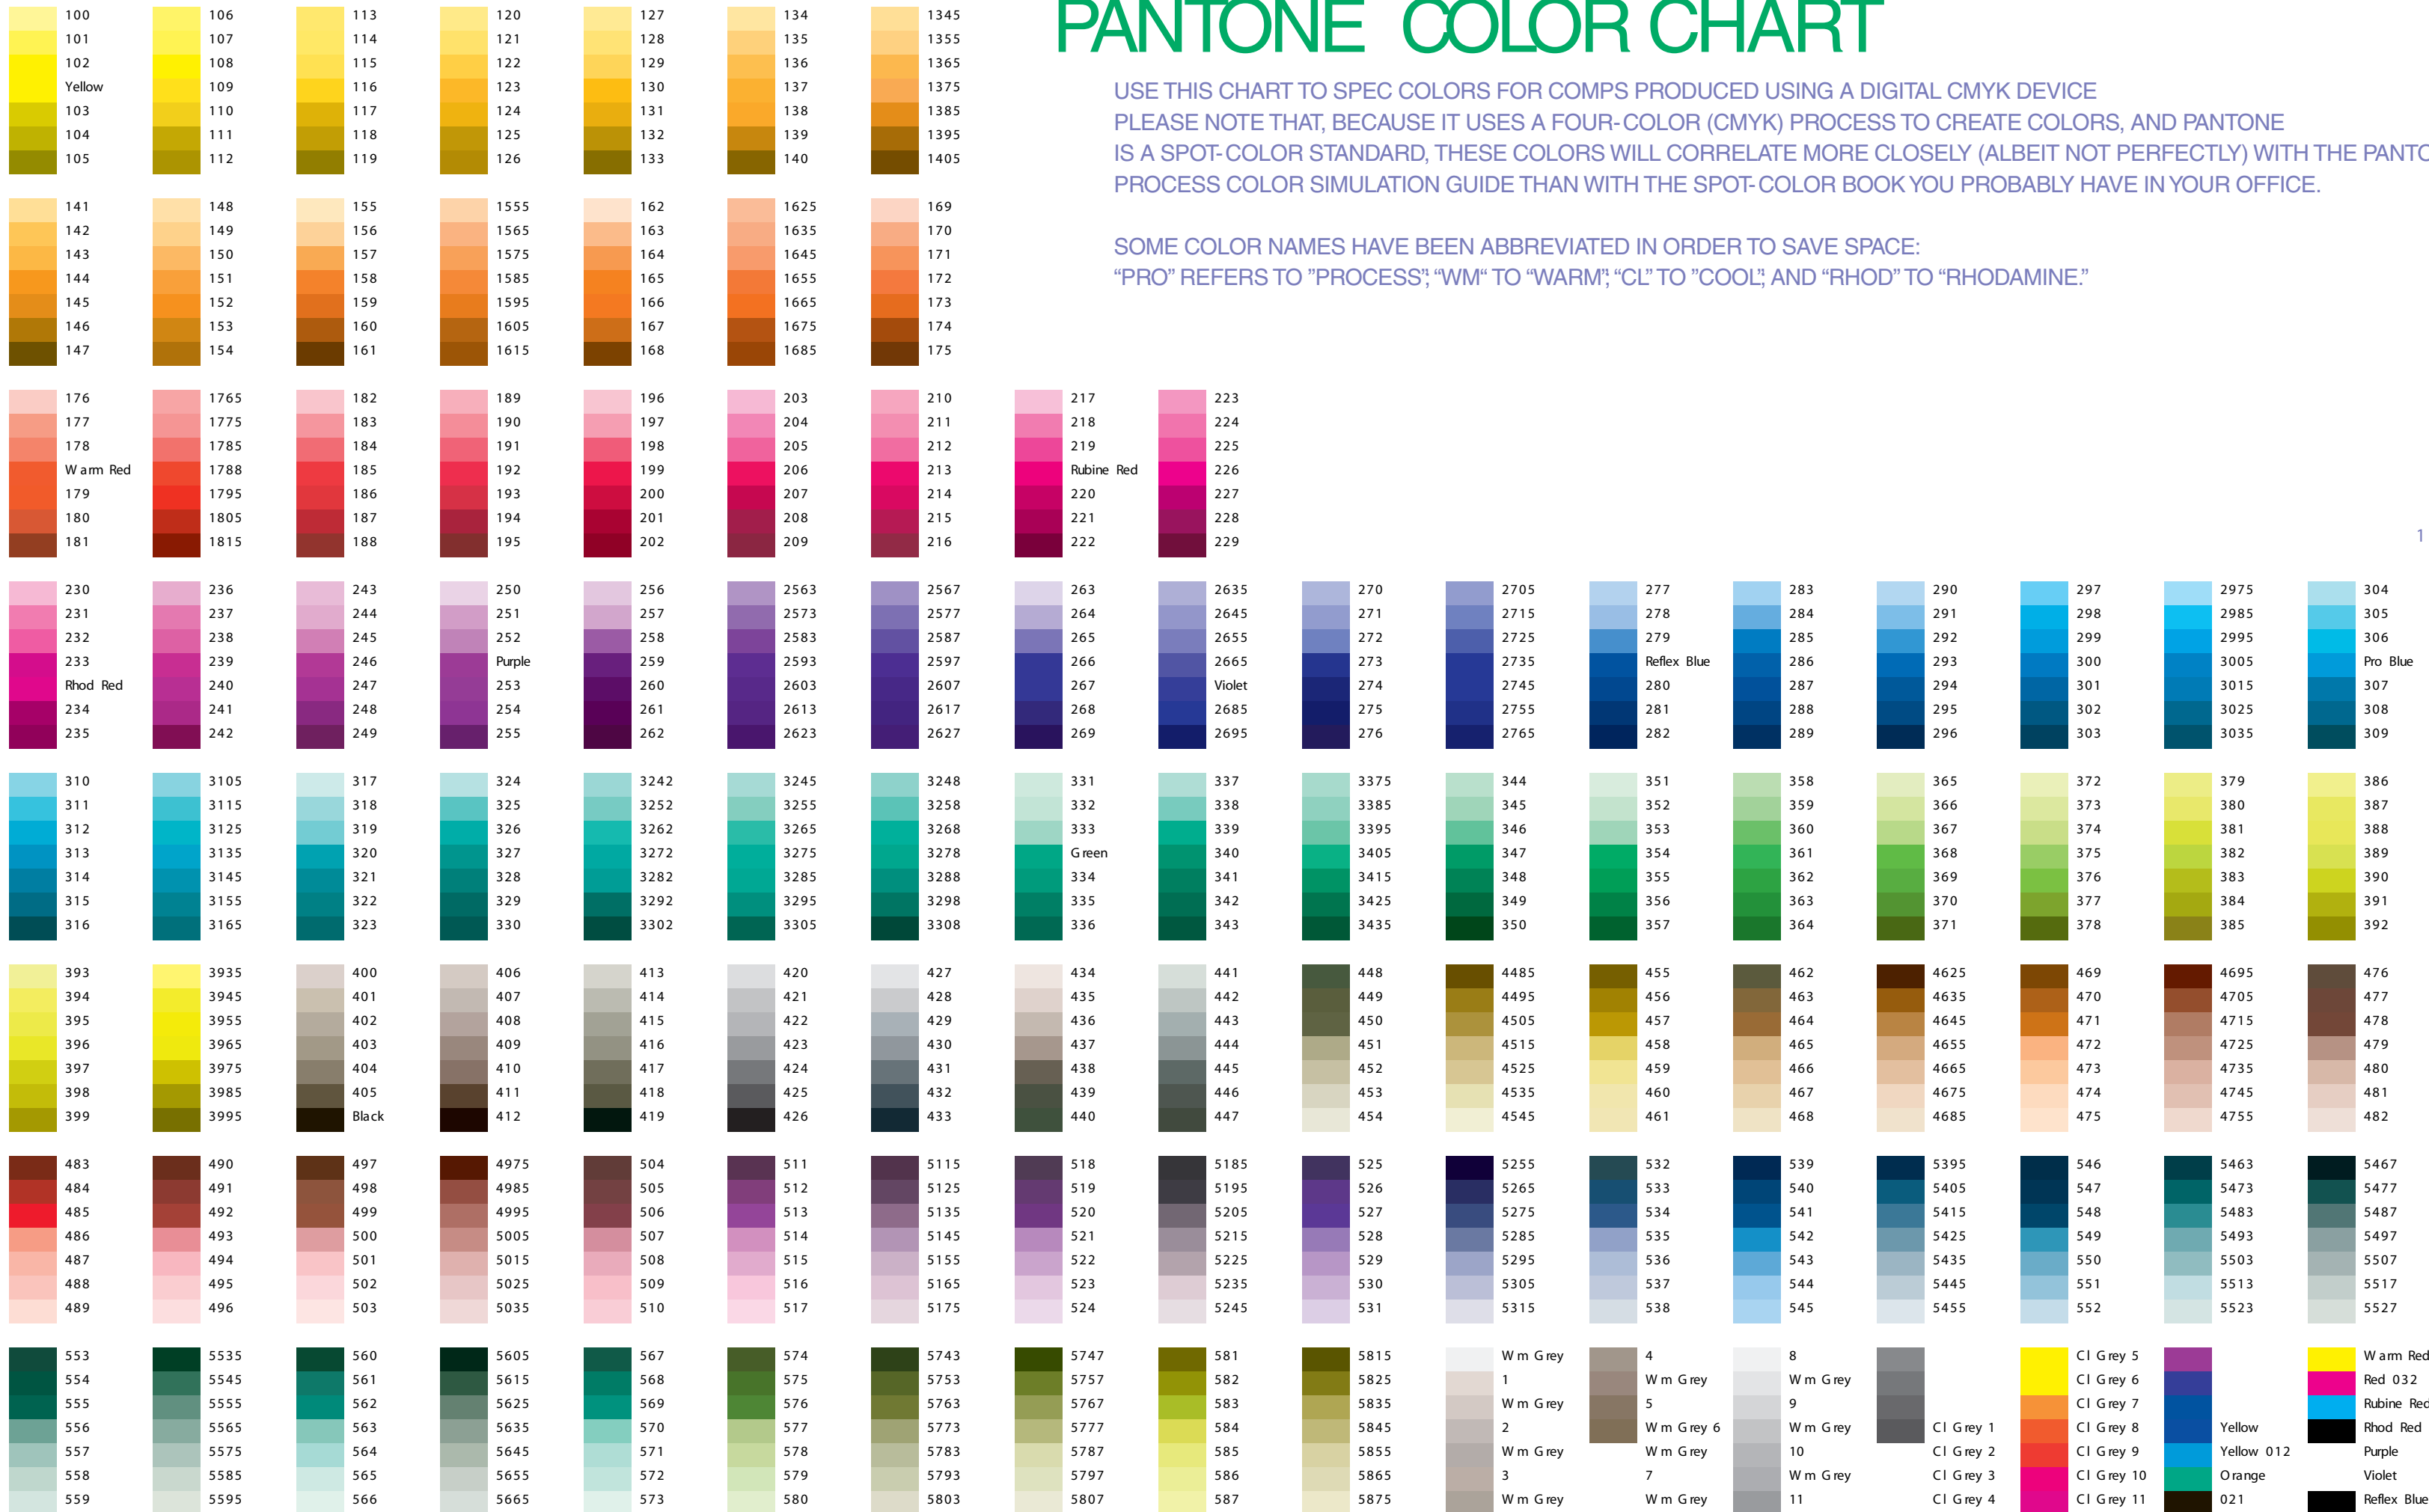 PANTONE COLOR CHART
USE THIS CHART TO SPEC COLORS FOR COMPS PRODUCED USING A DIGITAL CMYK DEVICE
PLEASE NOTE THAT, BECAUSE IT USES A FOUR-COLOR (CMYK) PROCESS TO CREATE COLORS, AND PANTONE
IS A SPOT-COLOR STANDARD, THESE COLORS WILL CORRELATE MORE CLOSELY (ALBEIT NOT PERFECTLY) WITH THE PANTO
PROCESS COLOR SIMULATION GUIDE THAN WITH THE SPOT-COLOR BOOK YOU PROBABLY HAVE IN YOUR OFFICE.
SOME COLOR NAMES HAVE BEEN ABBREVIATED IN ORDER TO SAVE SPACE:
“PRO” REFERS TO ”PROCESS”, “WM“ TO “WARM”, “CL” TO ”COOL”, AND “RHOD” TO “RHODAMINE.”
100 106 113 120 127 134 1345
101 107 114 121 128 135 1355
102 108 115 122 129 136 1365
Yellow 109 116 123 130 137 1375
103 110 117 124 131 138 1385
104 111 118 125 132 139 1395
105 112 119 126 133 140 1405
141 148 155 1555 162 1625 169
142 149 156 1565 163 1635 170
143 150 157 1575 164 1645 171
144 151 158 1585 165 1655 172
145 152 159 1595 166 1665 173
146 153 160 1605 167 1675 174
147 154 161 1615 168 1685 175
176 1765 182 189 196 203 210 217 223
177 1775 183 190 197 204 211 218 224
178 1785 184 191 198 205 212 219 225
Warm Red 1788 185 192 199 206 213 Rubine Red 226
179 1795 186 193 200 207 214 220 227
180 1805 187 194 201 208 215 221 228
181 1815 188 195 202 209 216 222 229
1
230 236 243 250 256 2563 2567 263 2635 270 2705 277 283 290 297 2975 304
231 237 244 251 257 2573 2577 264 2645 271 2715 278 284 291 298 2985 305
232 238 245 252 258 2583 2587 265 2655 272 2725 279 285 292 299 2995 306
233 239 246 Purple 259 2593 2597 266 2665 273 2735 Reflex Blue 286 293 300 3005 Pro Blue
Rhod Red 240 247 253 260 2603 2607 267 Violet 274 2745 280 287 294 301 3015 307
234 241 248 254 261 2613 2617 268 2685 275 2755 281 288 295 302 3025 308
235 242 249 255 262 2623 2627 269 2695 276 2765 282 289 296 303 3035 309
310 3105 317 324 3242 3245 3248 331 337 3375 344 351 358 365 372 379 386
311 3115 318 325 3252 3255 3258 332 338 3385 345 352 359 366 373 380 387
312 3125 319 326 3262 3265 3268 333 339 3395 346 353 360 367 374 381 388
313 3135 320 327 3272 3275 3278 Green 340 3405 347 354 361 368 375 382 389
314 3145 321 328 3282 3285 3288 334 341 3415 348 355 362 369 376 383 390
315 3155 322 329 3292 3295 3298 335 342 3425 349 356 363 370 377 384 391
316 3165 323 330 3302 3305 3308 336 343 3435 350 357 364 371 378 385 392
393 3935 400 406 413 420 427 434 441 448 4485 455 462 4625 469 4695 476
394 3945 401 407 414 421 428 435 442 449 4495 456 463 4635 470 4705 477
395 3955 402 408 415 422 429 436 443 450 4505 457 464 4645 471 4715 478
396 3965 403 409 416 423 430 437 444 451 4515 458 465 4655 472 4725 479
397 3975 404 410 417 424 431 438 445 452 4525 459 466 4665 473 4735 480
398 3985 405 411 418 425 432 439 446 453 4535 460 467 4675 474 4745 481
399 3995 Black 412 419 426 433 440 447 454 4545 461 468 4685 475 4755 482
483 490 497 4975 504 511 5115 518 5185 525 5255 532 539 5395 546 5463 5467
484 491 498 4985 505 512 5125 519 5195 526 5265 533 540 5405 547 5473 5477
485 492 499 4995 506 513 5135 520 5205 527 5275 534 541 5415 548 5483 5487
486 493 500 5005 507 514 5145 521 5215 528 5285 535 542 5425 549 5493 5497
487 494 501 5015 508 515 5155 522 5225 529 5295 536 543 5435 550 5503 5507
488 495 502 5025 509 516 5165 523 5235 530 5305 537 544 5445 551 5513 5517
489 496 503 5035 510 517 5175 524 5245 531 5315 538 545 5455 552 5523 5527
553 5535 560 5605 567 574 5743 5747 581 5815 Wm Grey 4 8 Cl Grey 5 Warm Red
554 5545 561 5615 568 575 5753 5757 582 5825 1 Wm Grey Wm Grey Cl Grey 6 Red 032
555 5555 562 5625 569 576 5763 5767 583 5835 Wm Grey 5 9 Cl Grey 7 Rubine Red
556 5565 563 5635 570 577 5773 5777 584 5845 2 Wm Grey 6 Wm Grey Cl Grey 1 Cl Grey 8 Yellow Rhod Red
557 5575 564 5645 571 578 5783 5787 585 5855 Wm Grey Wm Grey 10 Cl Grey 2 Cl Grey 9 Yellow 012 Purple
558 5585 565 5655 572 579 5793 5797 586 5865 3 7 Wm Grey Cl Grey 3 Cl Grey 10 Orange Violet
559 5595 566 5665 573 580 5803 5807 587 5875 Wm Grey Wm Grey 11 Cl Grey 4 Cl Grey 11 021 Reflex Blue